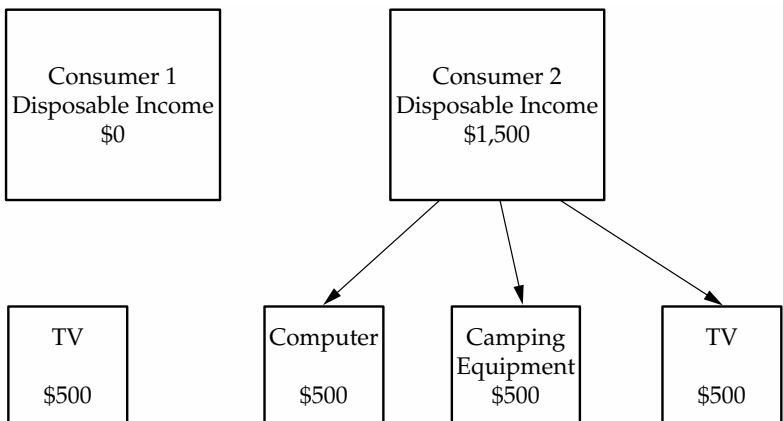 Consumer 1
Disposable Income
$0
Consumer 2
Disposable Income
$1,500
TV
$500
Computer
$500
Camping
Equipment
$500
TV
$500